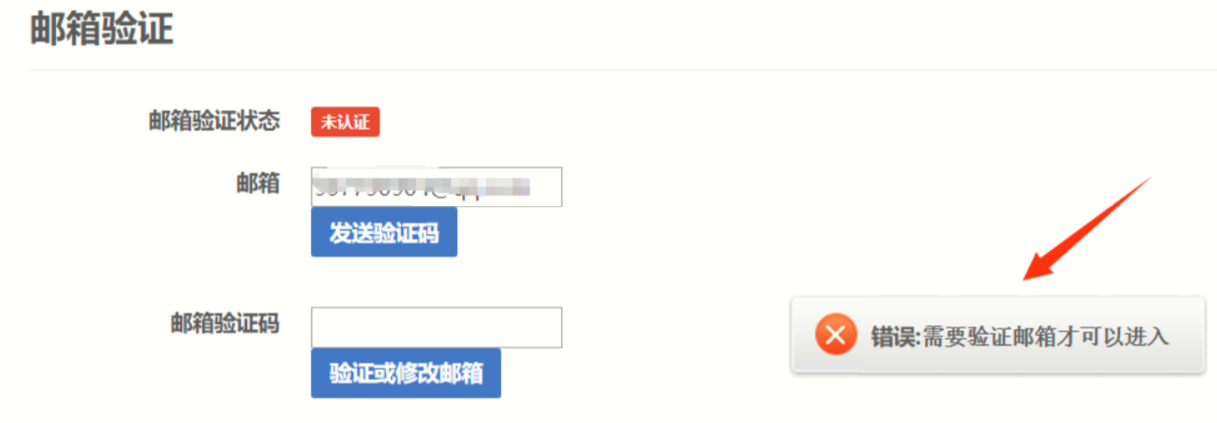 邮箱验证
邮箱验证状态 未认证
邮箱
发送验证码
邮箱验证码
验证或修改邮箱
错误:需要验证邮箱才可以进入